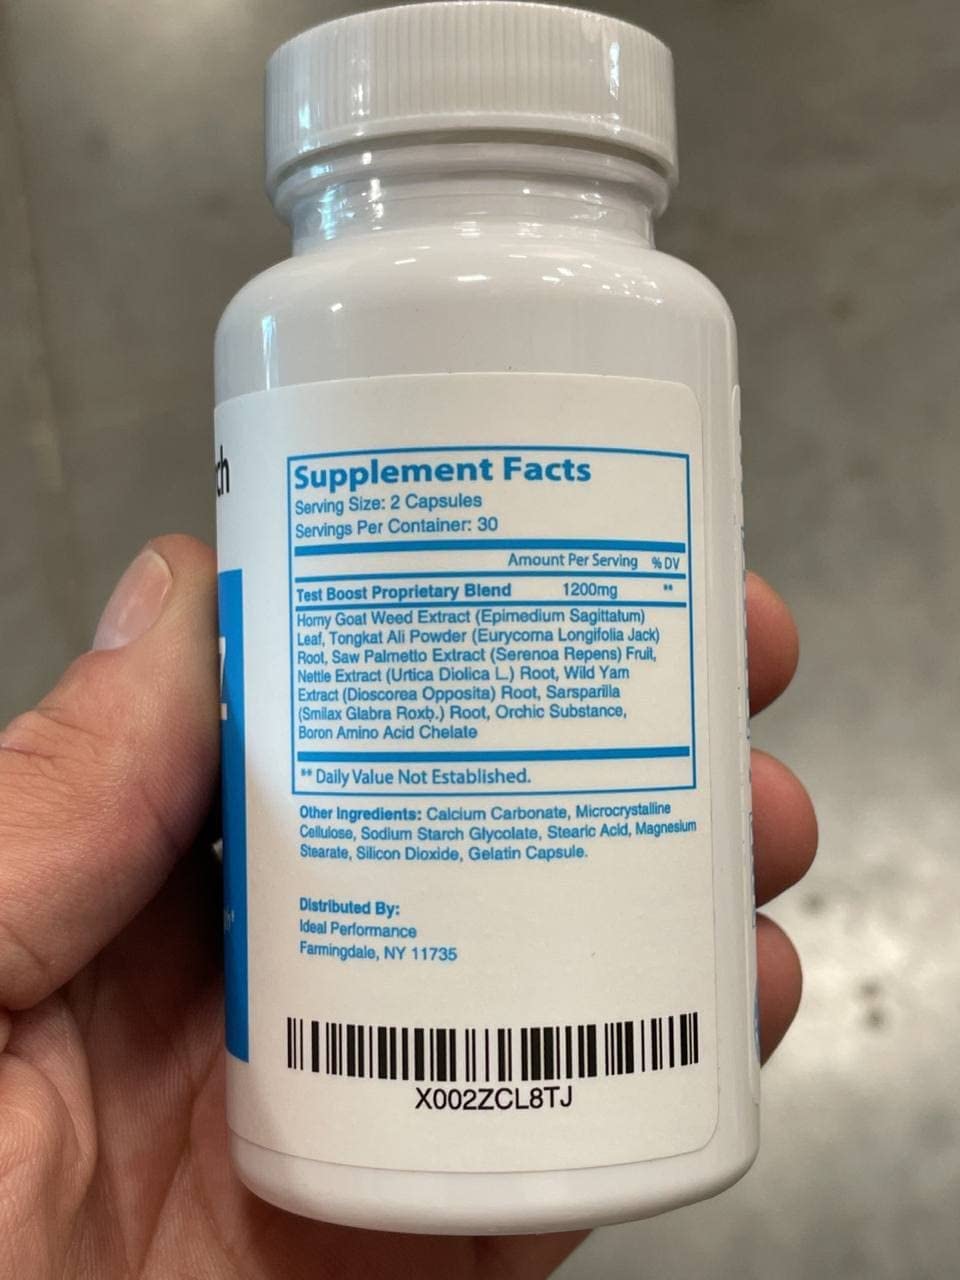 Supplement Facts
Serving Size: 2 Capsules
Servings Per Container: 30
Amount Per Serving % DV
Test Boost Proprietary Blend 1200mg **
Horny Goat Weed Extract (Epimedium Sagittatum)
Leaf, Tongkat Ali Powder (Eurycoma Longifolia Jack)
Root, Saw Palmetto Extract (Serenoa Repens) Fruit,
Nettle Extract (Urtica Diolica L.) Root, Wild Yam
Extract (Dioscorea Opposita) Root, Sarsparilla
(Smilax Glabra Roxb.) Root, Orchic Substance,
Boron Amino Acid Chelate
** Daily Value Not Established.
Other Ingredients: Calcium Carbonate, Microcrystalline
Cellulose, Sodium Starch Glycolate, Stearic Acid, Magnesium
Stearate, Silicon Dioxide, Gelatin Capsule.
Distributed By:
Ideal Performance
Farmingdale, NY 11735
X002ZCL8TJ